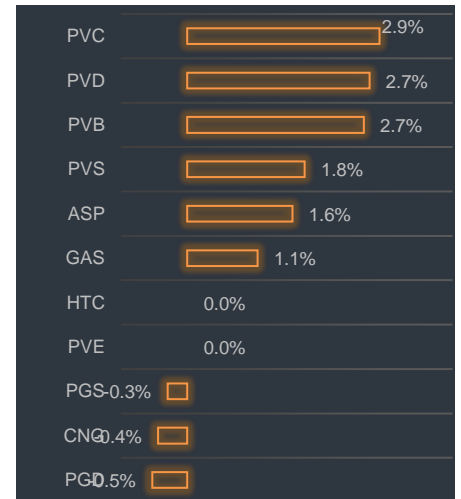 PVC 2.9%
PVD 2.7%
PVB 2.7%
PVS 1.8%
ASP 1.6%
GAS 1.1%
HTC 0.0%
PVE 0.0%
PGS -0.3%
CNG -0.4%
PGD -0.5%